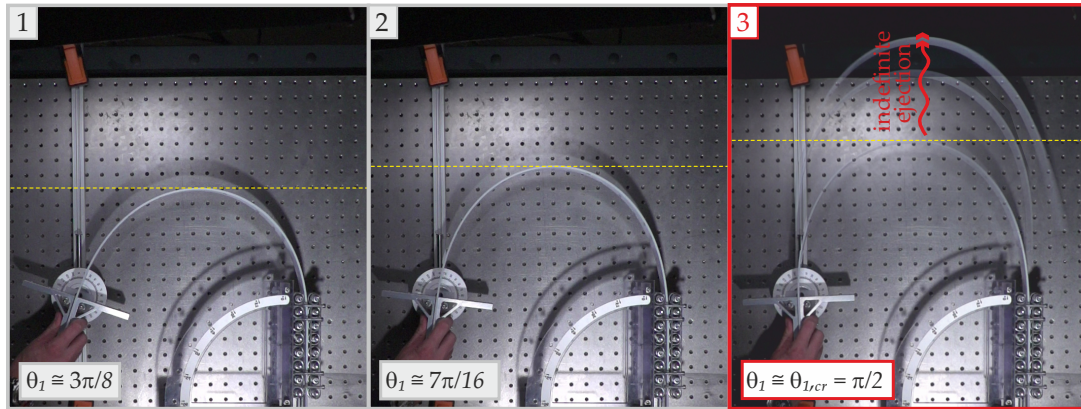 1
2
3
indefinite
ejection
θ₁ ≅ 3π/8
θ₁ ≅ 7π/16
θ₁ ≅ θ₁,cr = π/2